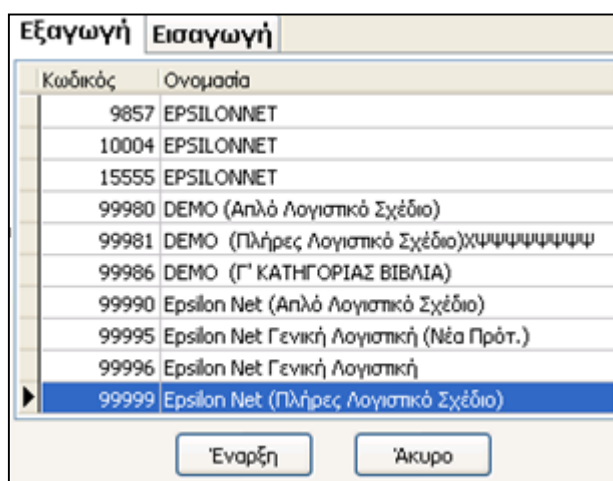 Εξαγωγή Εισαγωγή
Κωδικός Ονομασία
9857 EPSILONNET
10004 EPSILONNET
15555 EPSILONNET
99980 DEMO (Απλό Λογιστικό Σχέδιο)
99981 DEMO (Πλήρες Λογιστικό Σχέδιο)ΧΨΨΨΨΨΨΨΨ
99986 DEMO (Γ' ΚΑΤΗΓΟΡΙΑΣ ΒΙΒΛΙΑ)
99990 Epsilon Net (Απλό Λογιστικό Σχέδιο)
99995 Epsilon Net Γενική Λογιστική (Νέα Πρότ.)
99996 Epsilon Net Γενική Λογιστική
99999 Epsilon Net (Πλήρες Λογιστικό Σχέδιο)
Έναρξη Άκυρο